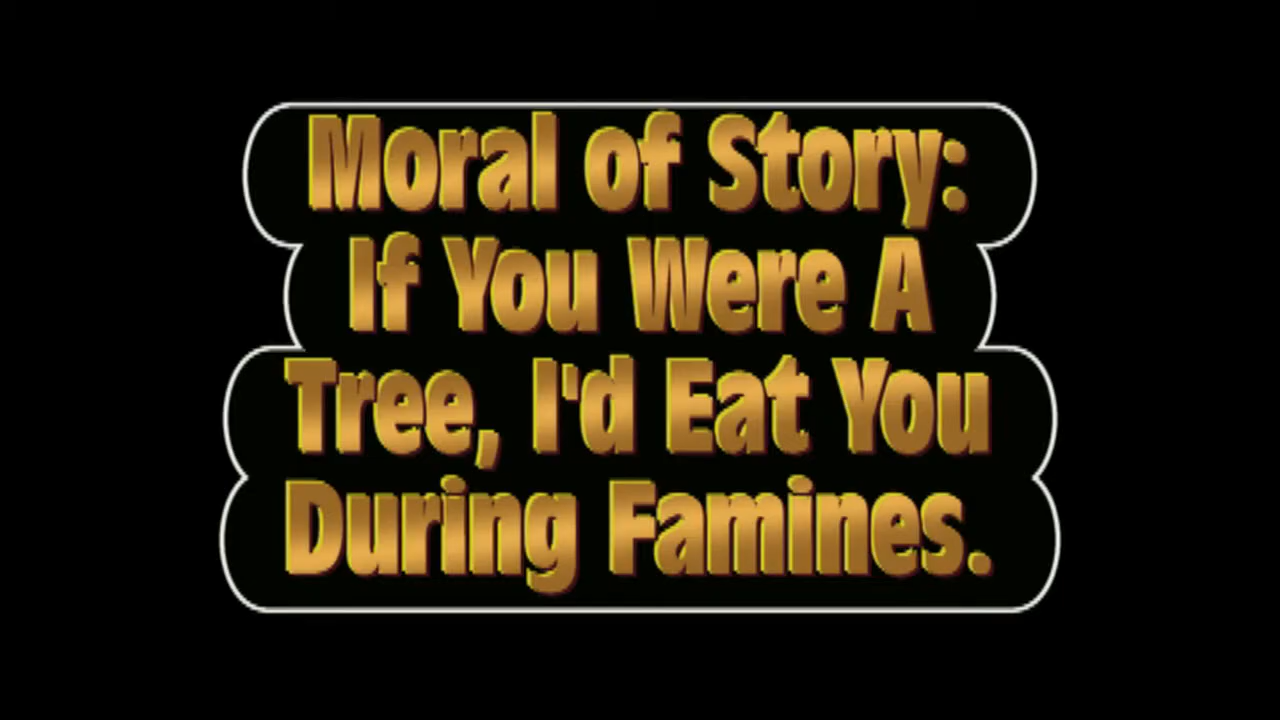 Moral of Story:
If You Were A
Tree, I'd Eat You
During Famines.